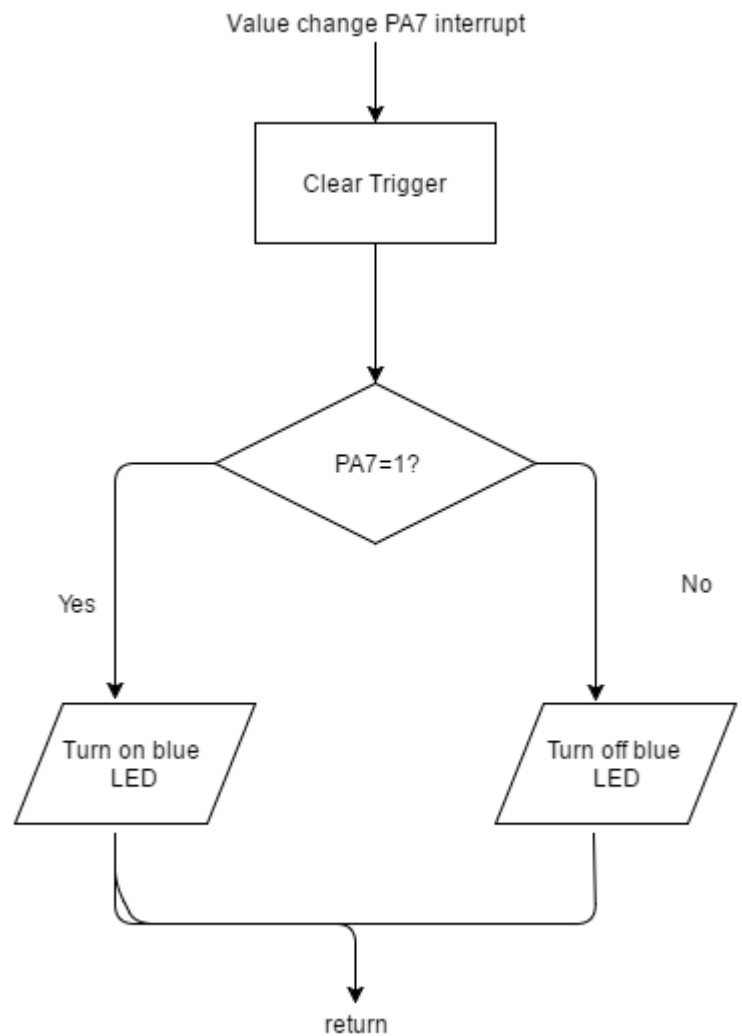 Value change PA7 interrupt
Clear Trigger
PA7=1?
Yes
No
Turn on blue
LED
Turn off blue
LED
return